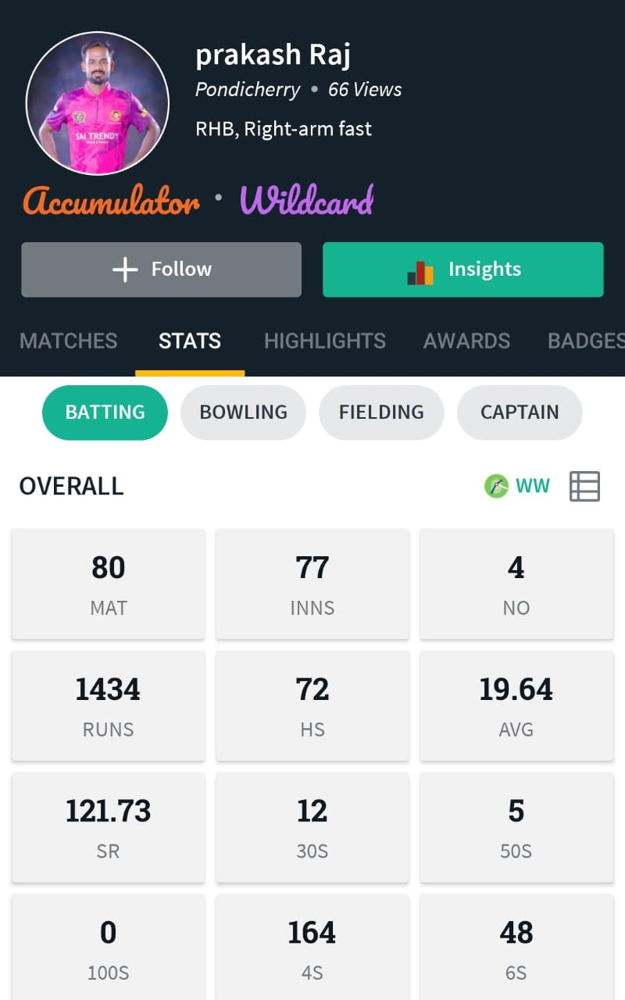 prakash Raj
Pondicherry • 66 Views
RHB, Right-arm fast
SAI TRENDY
Accumulator • Wildcard
Follow
Insights
MATCHES STATS HIGHLIGHTS AWARDS BADGES
BATTING BOWLING FIELDING CAPTAIN
OVERALL WW
80 77 4
MAT INNS NO
1434 72 19.64
RUNS HS AVG
121.73 12 5
SR 30S 50S
0 164 48
100S 4S 6S